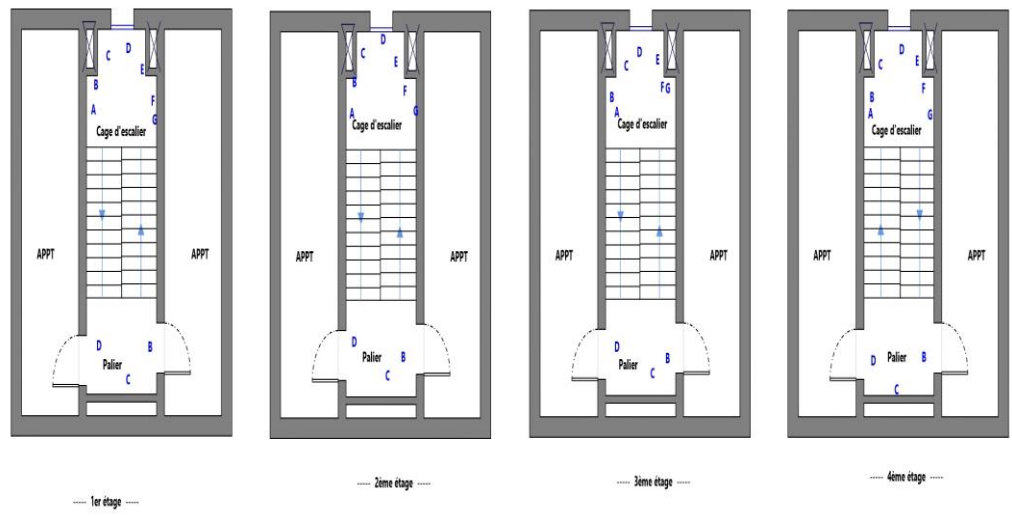 D
C
E
B
F
A
G
Cage d'escalier
APPT
APPT
D
B
Palier
C
---- 1er étage ----
D
C
E
B
F
A
G
Cage d'escalier
APPT
APPT
D
B
Palier
C
----- 2ème étage -----
D
E
C
F G
B
A
Cage d'escalier
APPT
APPT
D
B
Palier
C
----- 3ème étage -----
D
E
C
F
B
A
G
Cage d'escalier
APPT
APPT
D
B
Palier
C
----- 4ème étage -----